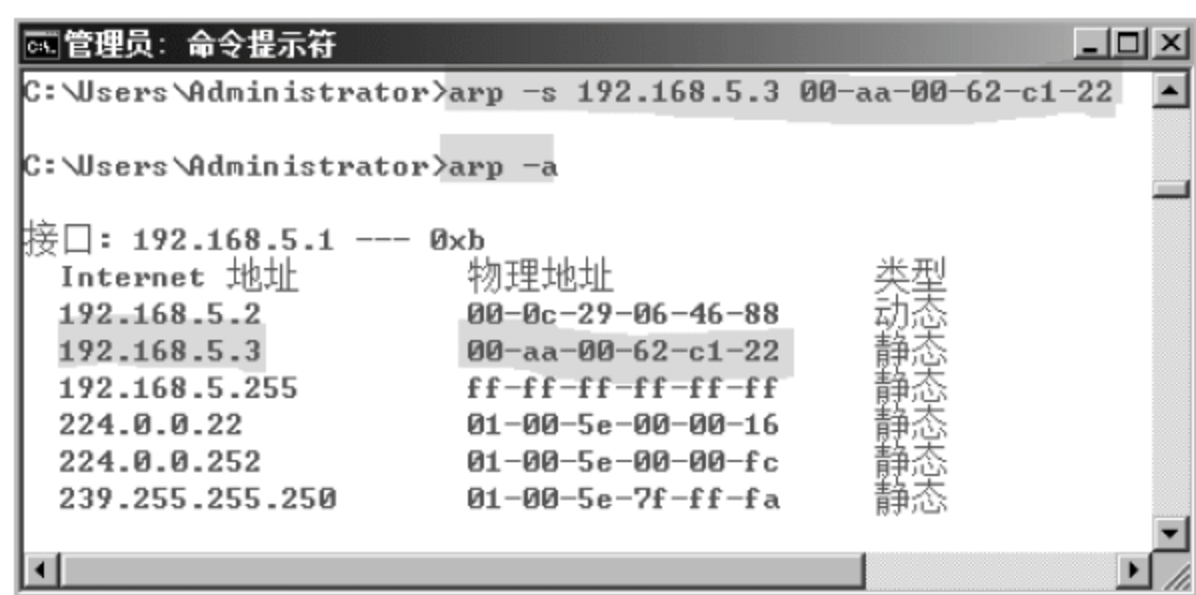 管理员: 命令提示符
C:\Users\Administrator>arp -s 192.168.5.3 00-aa-00-62-c1-22
C:\Users\Administrator>arp -a
接口: 192.168.5.1 --- 0xb
Internet 地址 物理地址 类型
192.168.5.2 00-0c-29-06-46-88 动态
192.168.5.3 00-aa-00-62-c1-22 静态
192.168.5.255 ff-ff-ff-ff-ff-ff 静态
224.0.0.22 01-00-5e-00-00-16 静态
224.0.0.252 01-00-5e-00-00-fc 静态
239.255.255.250 01-00-5e-7f-ff-fa 静态